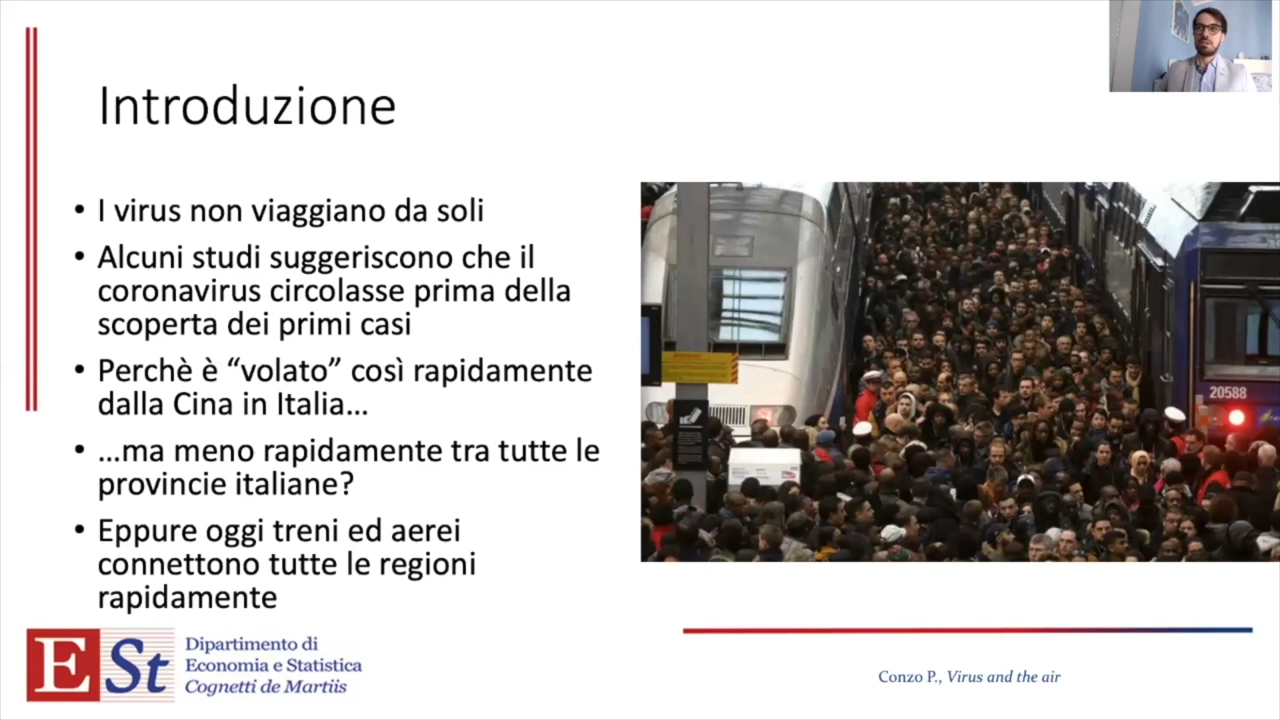 Introduzione
• I virus non viaggiano da soli
• Alcuni studi suggeriscono che il
coronavirus circolasse prima della
scoperta dei primi casi
• Perchè è “volato” così rapidamente
dalla Cina in Italia…
• …ma meno rapidamente tra tutte le
provincie italiane?
• Eppure oggi treni ed aerei
connettono tutte le regioni
rapidamente
20588
ESt
Dipartimento di
Economia e Statistica
Cognetti de Martiis
Conzo P., Virus and the air